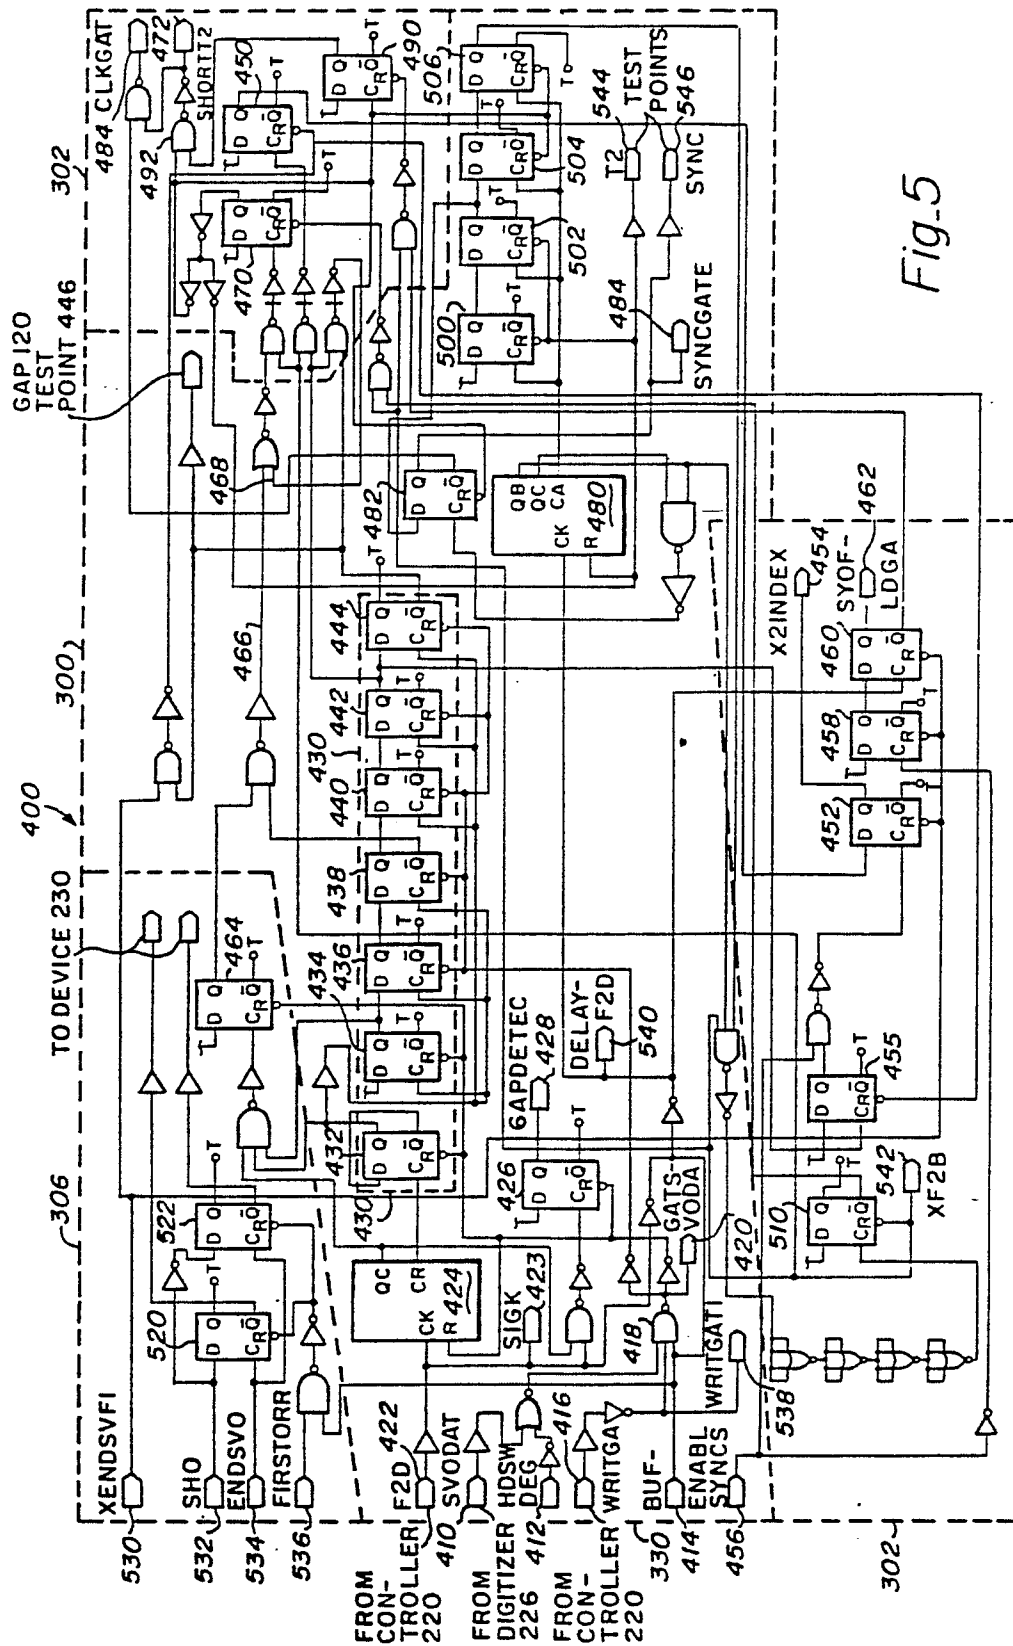 Fig_5
400
300
302
306
TO DEVICE 230
GAP 120
TEST
POINT 446
484 CLKGAT
472
SHORTT2
492
450
470
490
506
544
TEST
POINTS
546
T2
SYNC
504
502
500
484
SYNCGATE
468
466
482
QB
QC
CA
CK
R 480
444
442
440
430
438
436
434
432
430
464
522
520
XENDSVFI
530
SHO
532
ENDSVO
534
FIRSTORR
536
FROM
CON-
TROLLER
220
F2D
422
SVODAT
410
FROM
DIGITIZER
226
HDSW
DEG
412
FROM
CON-
TROLLER
220
WRITGA
416
330
BUF-
414
ENABL
SYNCS
456
302
QC
CR
CK
R 424
SIGK
423
418
426
6APDETEC
428
DELAY-
F2D
540
GATS-
VODA
420
WRITGATI
538
XF2B
542
510
455
452
458
460
X2INDEX
454
SYOF-
462
LDGA